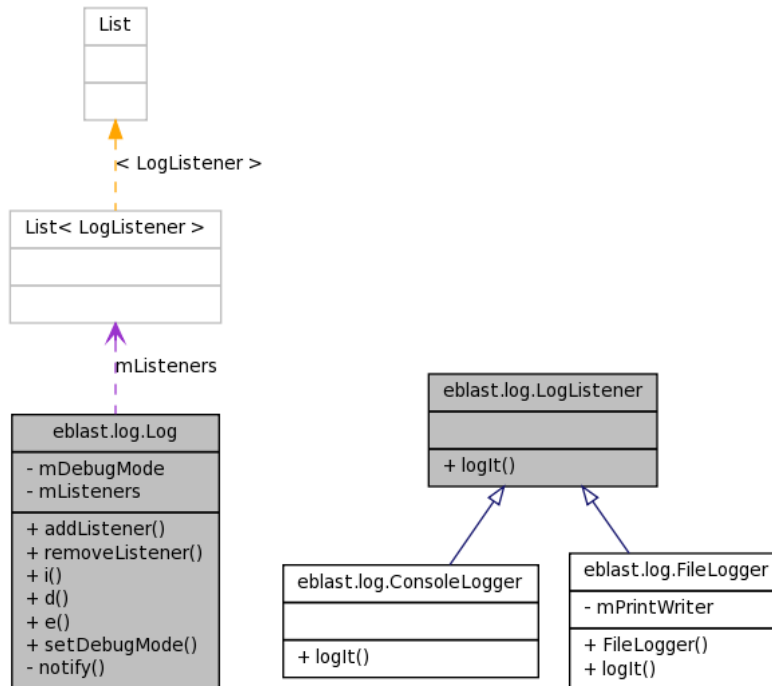 List
< LogListener >
List< LogListener >
mListeners
eblast.log.Log
- mDebugMode
- mListeners
+ addListener()
+ removeListener()
+ i()
+ d()
+ e()
+ setDebugMode()
- notify()
eblast.log.LogListener
+ logIt()
eblast.log.ConsoleLogger
+ logIt()
eblast.log.FileLogger
- mPrintWriter
+ FileLogger()
+ logIt()